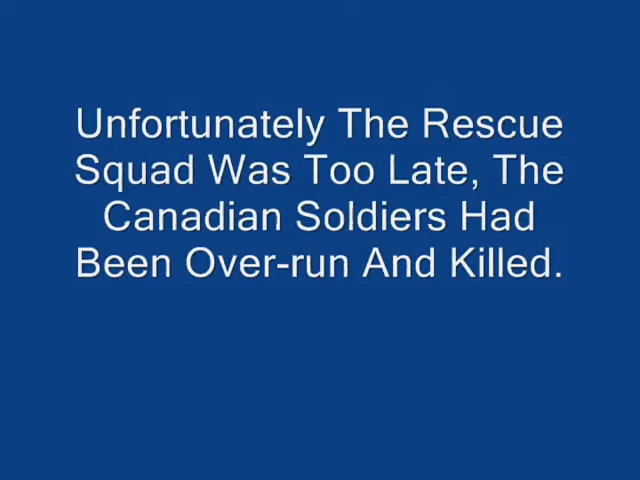 Unfortunately The Rescue
Squad Was Too Late, The
Canadian Soldiers Had
Been Over-run And Killed.